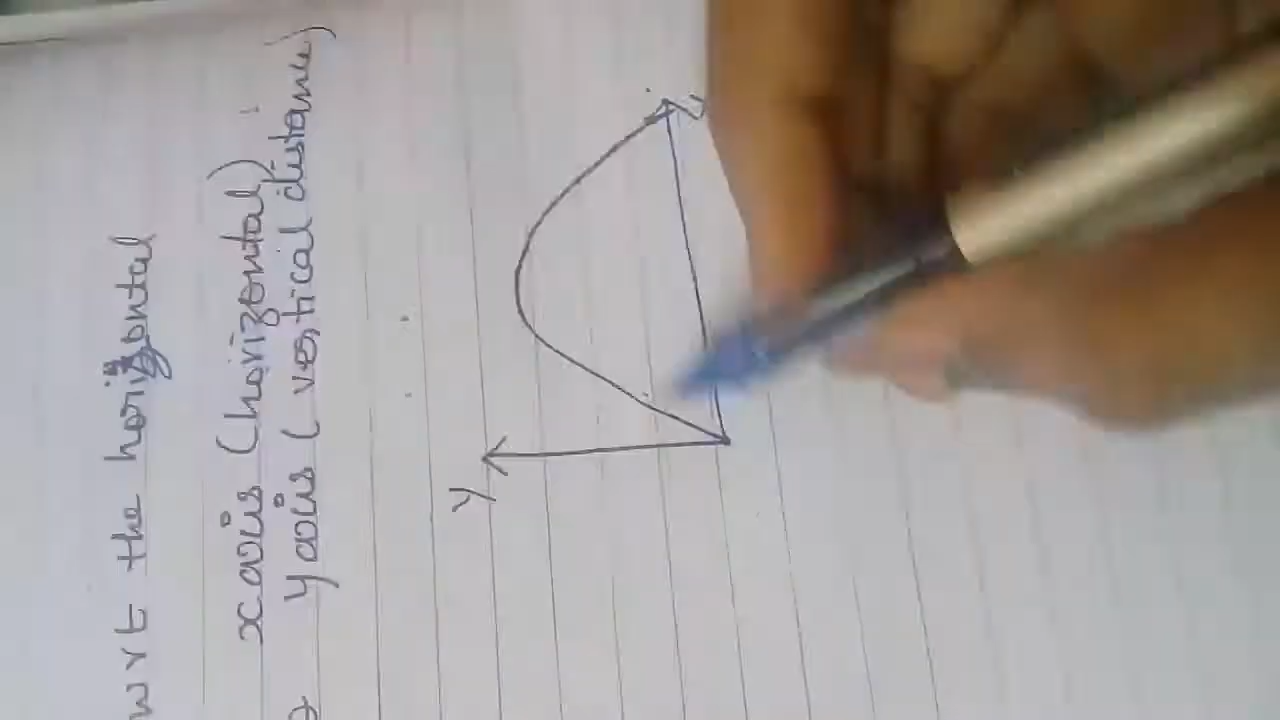 wrt the horizontal
x axis (horizontal)
y axis (vertical distance)
y